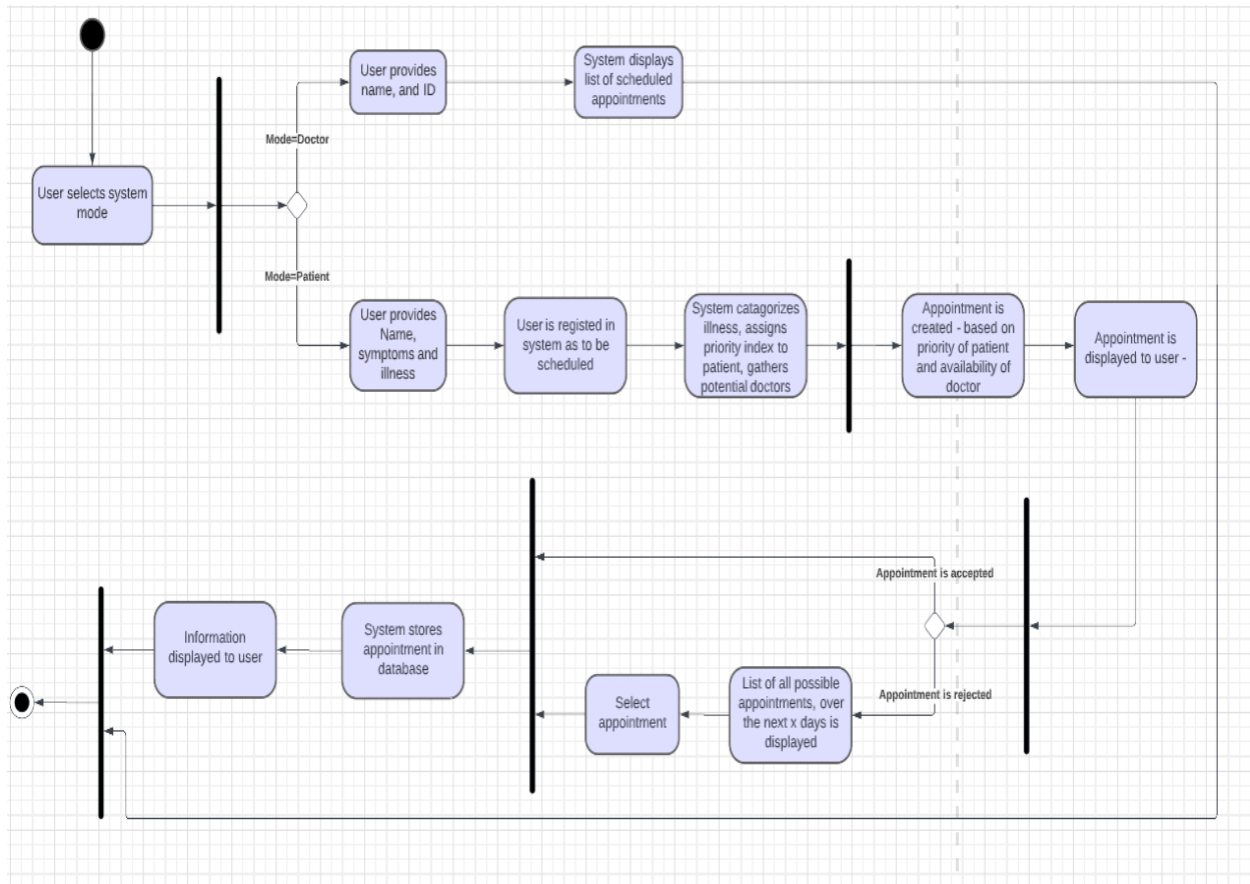 User provides
name, and ID
System displays
list of scheduled
appointments
Mode=Doctor
User selects system
mode
Mode=Patient
User provides
Name,
symptoms and
illness
User is registed in
system as to be
scheduled
System catagorizes
illness, assigns
priority index to
patient, gathers
potential doctors
Appointment is
created - based on
priority of patient
and availability of
doctor
Appointment is
displayed to user -
Appointment is accepted
Appointment is rejected
List of all possible
appointments, over
the next x days is
displayed
Select
appointment
System stores
appointment in
database
Information
displayed to user